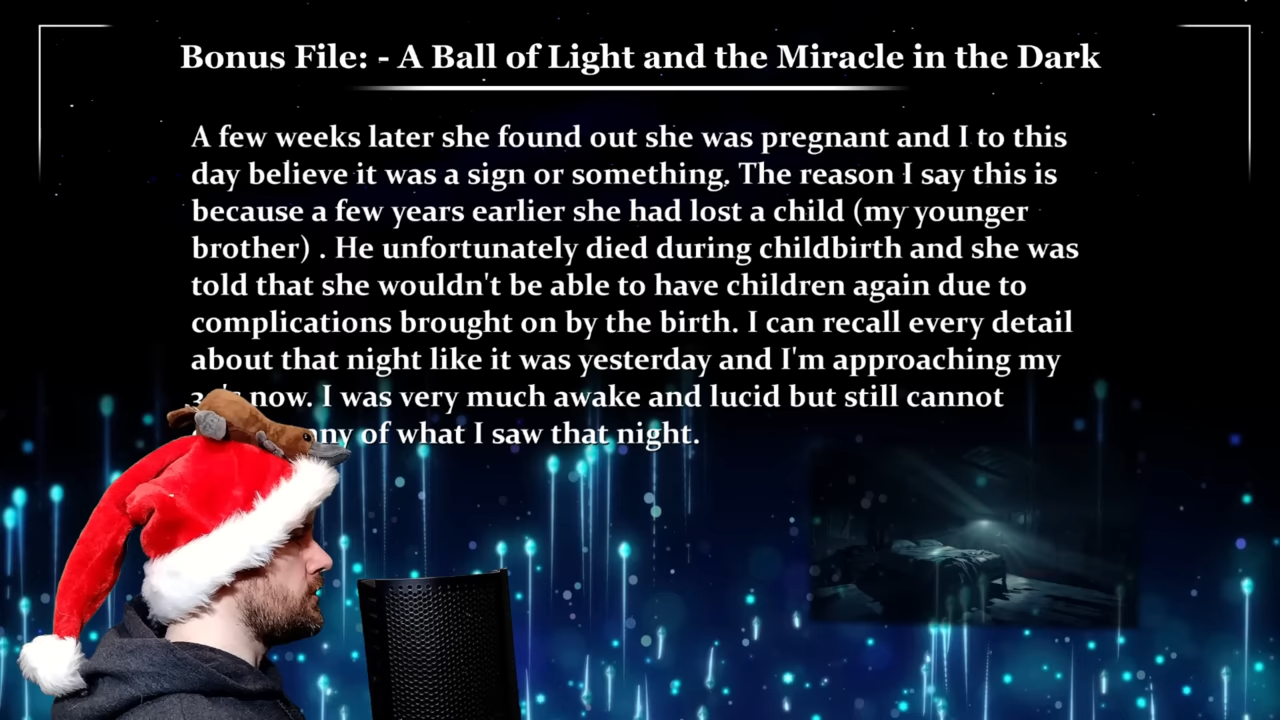 Bonus File: - A Ball of Light and the Miracle in the Dark
A few weeks later she found out she was pregnant and I to this
day believe it was a sign or something. The reason I say this is
because a few years earlier she had lost a child (my younger
brother) . He unfortunately died during childbirth and she was
told that she wouldn't be able to have children again due to
complications brought on by the birth. I can recall every detail
about that night like it was yesterday and I'm approaching my
now. I was very much awake and lucid but still cannot
of what I saw that night.